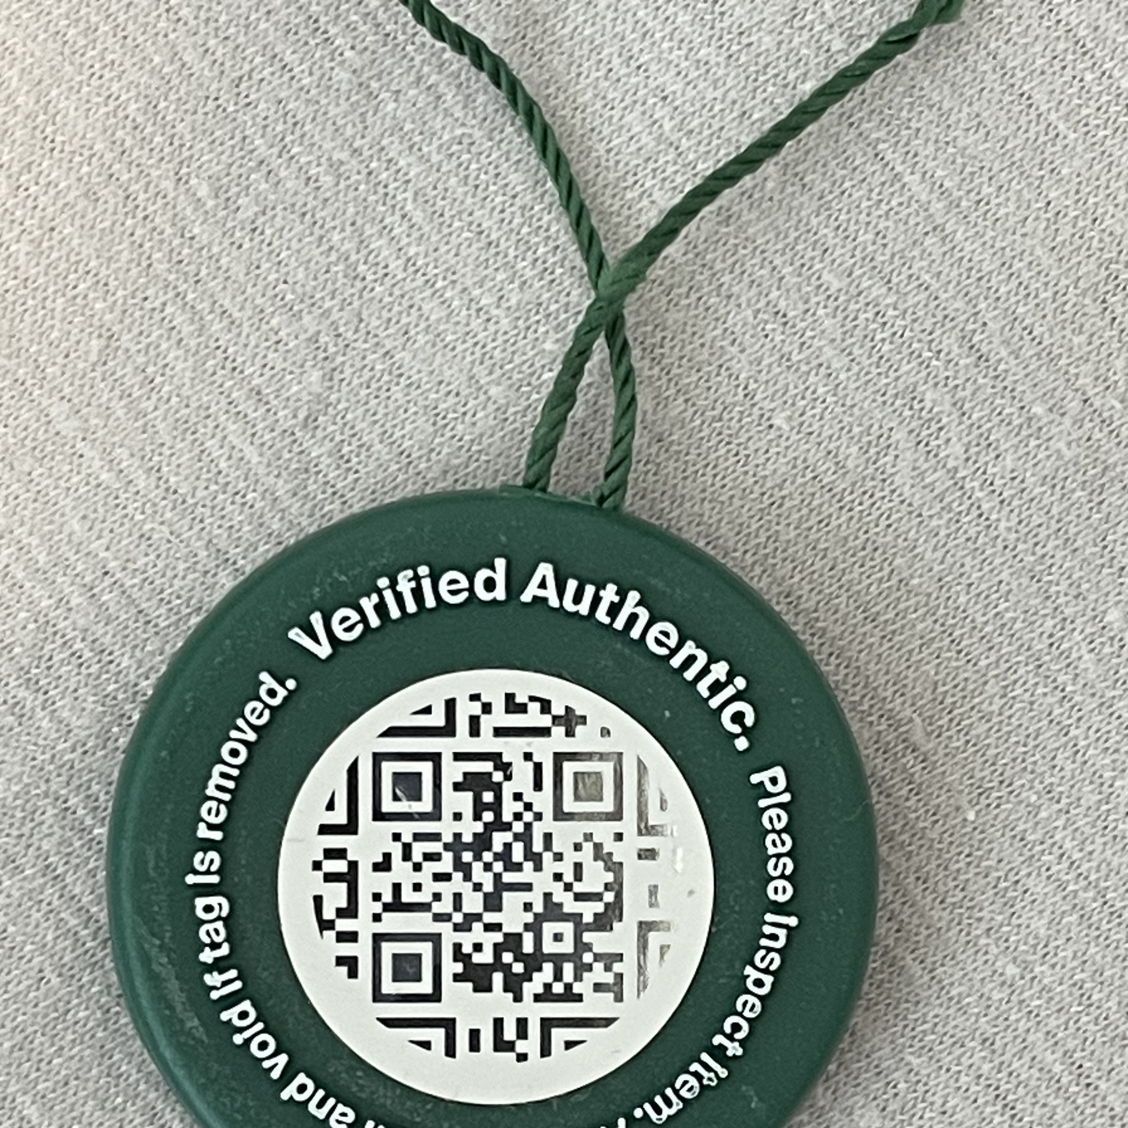 Verified Authentic.
Please inspect item.
and void if tag is removed.